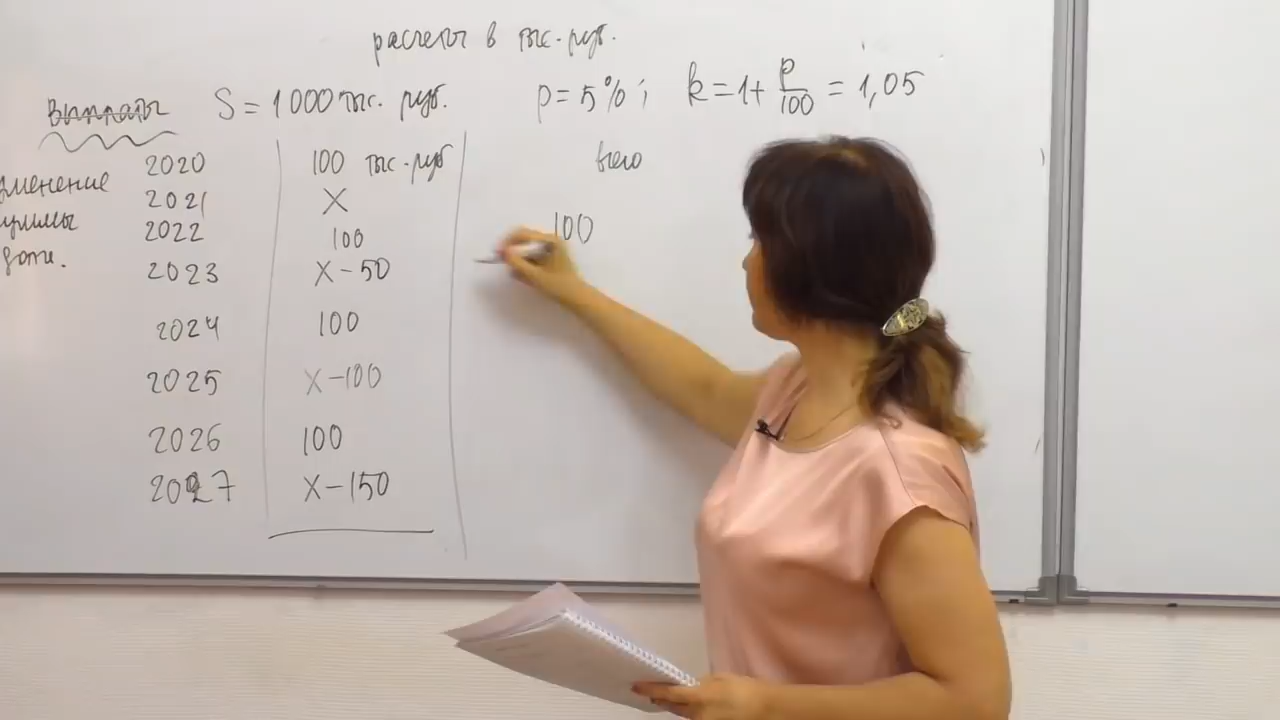 расчеты в тыс. руб.
S = 1000 тыс. руб. p = 5%; k = 1 + p/100 = 1,05
выплаты
2020 100 тыс. руб всего
2021 X
2022 100 100
2023 X - 50
2024 100
2025 X - 100
2026 100
2027 X - 150